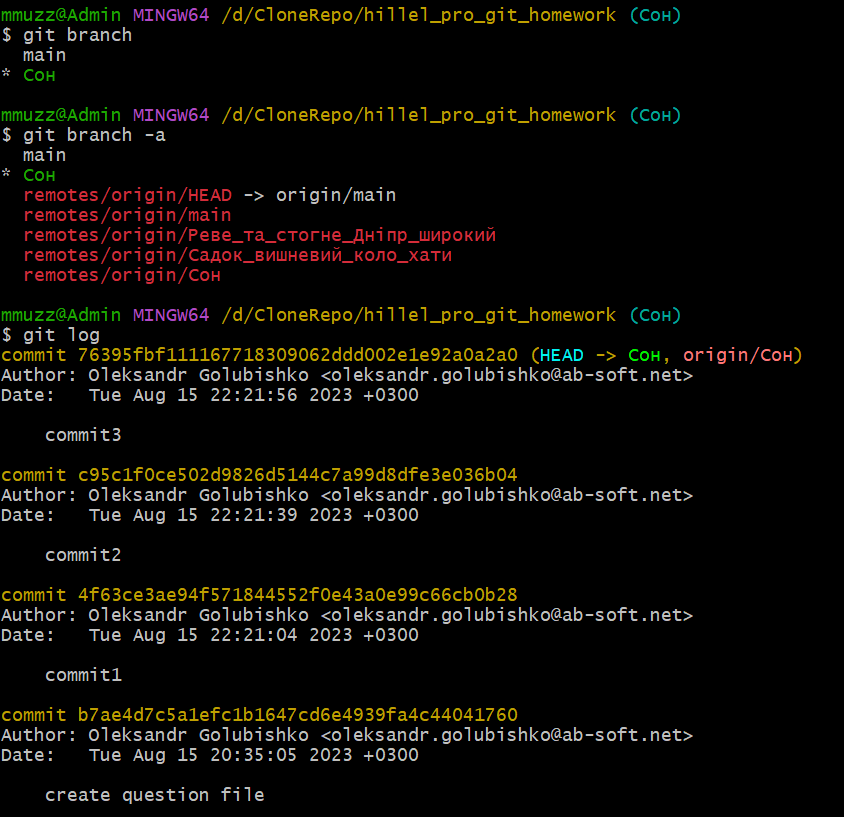 mmuzz@Admin MINGW64 /d/CloneRepo/hillel_pro_git_homework (Сон)
$ git branch
  main
* Сон

mmuzz@Admin MINGW64 /d/CloneRepo/hillel_pro_git_homework (Сон)
$ git branch -a
  main
* Сон
  remotes/origin/HEAD -> origin/main
  remotes/origin/main
  remotes/origin/Реве_та_стогне_Дніпр_широкий
  remotes/origin/Садок_вишневий_коло_хати
  remotes/origin/Сон

mmuzz@Admin MINGW64 /d/CloneRepo/hillel_pro_git_homework (Сон)
$ git log
commit 76395fbf111167718309062ddd002e1e92a0a2a0 (HEAD -> Сон, origin/Сон)
Author: Oleksandr Golubishko <oleksandr.golubishko@ab-soft.net>
Date:   Tue Aug 15 22:21:56 2023 +0300

    commit3

commit c95c1f0ce502d9826d5144c7a99d8dfe3e036b04
Author: Oleksandr Golubishko <oleksandr.golubishko@ab-soft.net>
Date:   Tue Aug 15 22:21:39 2023 +0300

    commit2

commit 4f63ce3ae94f571844552f0e43a0e99c66cb0b28
Author: Oleksandr Golubishko <oleksandr.golubishko@ab-soft.net>
Date:   Tue Aug 15 22:21:04 2023 +0300

    commit1

commit b7ae4d7c5a1efc1b1647cd6e4939fa4c44041760
Author: Oleksandr Golubishko <oleksandr.golubishko@ab-soft.net>
Date:   Tue Aug 15 20:35:05 2023 +0300

    create question file